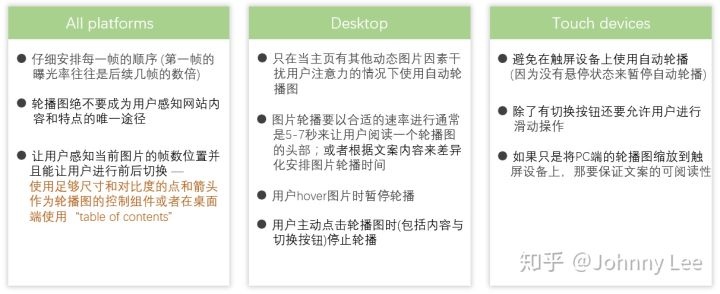 All platforms
仔细安排每一帧的顺序 (第一帧的
曝光率往往是后续几帧的数倍)
轮播图绝不要成为用户感知网站内
容和特点的唯一途径
让用户感知当前图片的帧数位置并
且能让用户进行前后切换 —
使用足够尺寸和对比度的点和箭头
作为轮播图的控制组件或者在桌面
端使用 “table of contents”
Desktop
只在当主页有其他动态图片因素干
扰用户注意力的情况下使用自动轮
播图
图片轮播要以合适的速率进行通常
是5-7秒来让用户阅读一个轮播图
的头部；或者根据文案内容来差异
化安排图片轮播时间
用户hover图片时暂停轮播
用户主动点击轮播图时(包括内容与
切换按钮)停止轮播
Touch devices
避免在触屏设备上使用自动轮播
(因为没有悬停状态来暂停自动轮播)
除了有切换按钮还要允许用户进行
滑动操作
如果只是将PC端的轮播图缩放到触
屏设备上，那要保证文案的可阅读性
知乎 @Johnny Lee